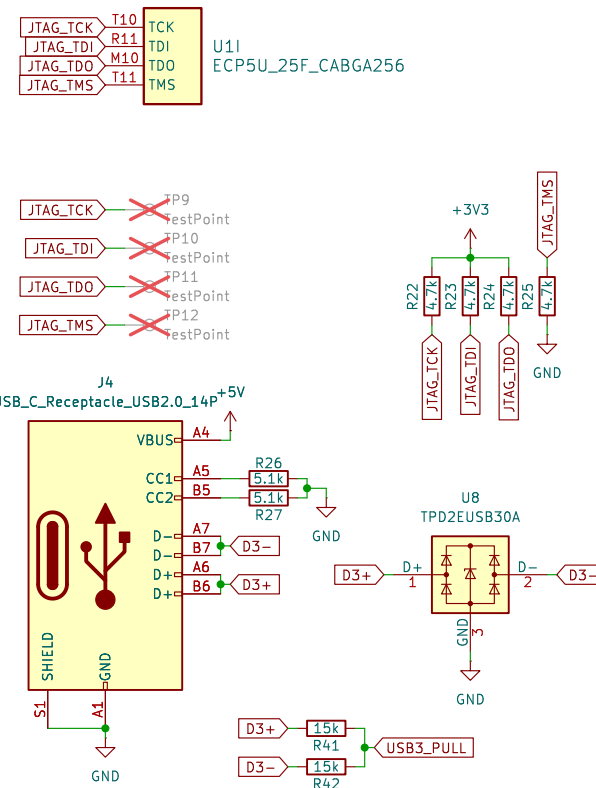 JTAG_TCK T10 TCK
JTAG_TDI R11 TDI
JTAG_TDO M10 TDO
JTAG_TMS T11 TMS
U1I
ECP5U_25F_CABGA256
JTAG_TCK TP9
TestPoint
JTAG_TDI TP10
TestPoint
JTAG_TDO TP11
TestPoint
JTAG_TMS TP12
TestPoint
+3V3
JTAG_TMS
R22 4.7k
R23 4.7k
R24 4.7k
R25 4.7k
JTAG_TCK
JTAG_TDI
JTAG_TDO
GND
J4
USB_C_Receptacle_USB2.0_14P
+5V
VBUS A4
CC1 A5
CC2 B5
R26
5.1k
5.1k
R27
GND
D- A7
D- B7
D3-
D+ A6
D+ B6
D3+
SHIELD
GND
S1
A1
GND
U8
TPD2EUSB30A
D3+ D+ 1
D- 2 D3-
GND 3
GND
D3+ 15k
R41
D3- 15k
R42
USB3_PULL